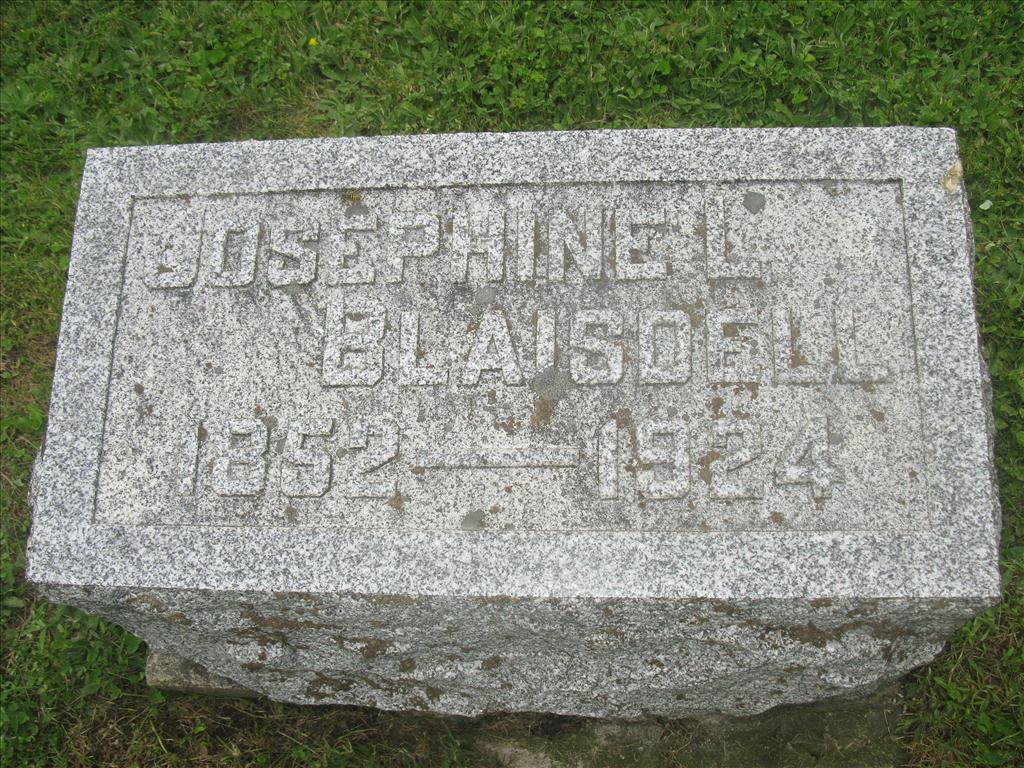 JOSEPHINE L
BLAISDELL
1852 — 1924